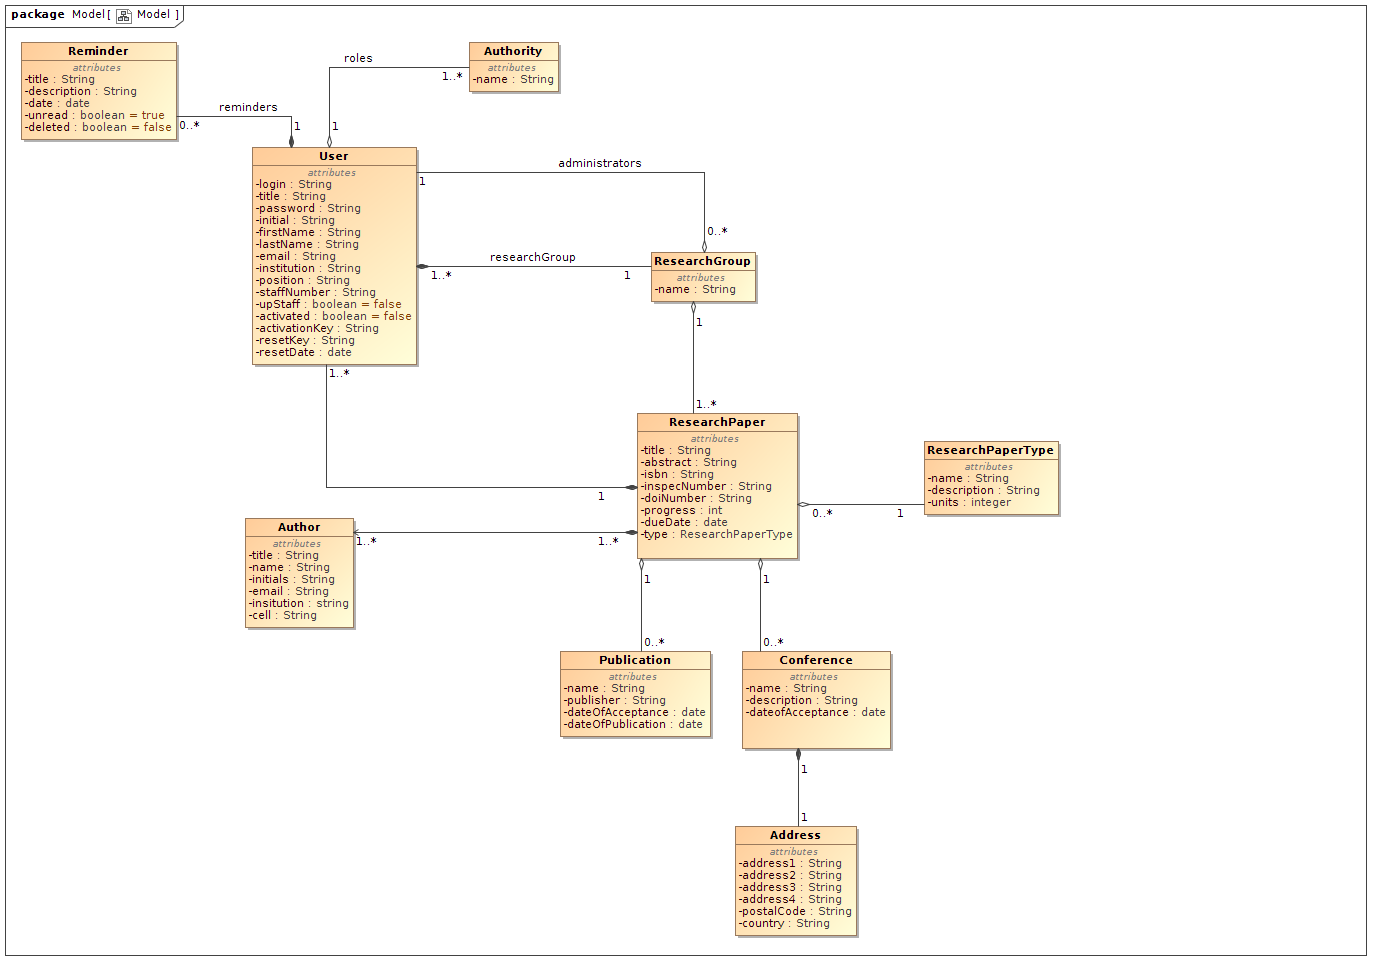 package Model[ Model ]
Reminder
attributes
-title : String
-description : String
-date : date
-unread : boolean = true
-deleted : boolean = false
reminders
0..*
1
roles
1..*
1
Authority
attributes
-name : String
User
attributes
-login : String
-title : String
-password : String
-initial : String
-firstName : String
-lastName : String
-email : String
-institution : String
-position : String
-staffNumber : String
-upStaff : boolean = false
-activated : boolean = false
-activationKey : String
-resetKey : String
-resetDate : date
administrators
1
0..*
researchGroup
1..*
1
ResearchGroup
attributes
-name : String
1
1..*
1..*
1
ResearchPaper
attributes
-title : String
-abstract : String
-isbn : String
-inspecNumber : String
-doiNumber : String
-progress : int
-dueDate : date
-type : ResearchPaperType
0..*
1
ResearchPaperType
attributes
-name : String
-description : String
-units : integer
Author
attributes
-title : String
-name : String
-initials : String
-email : String
-insitution : string
-cell : String
1..*
1..*
1
0..*
1
0..*
Publication
attributes
-name : String
-publisher : String
-dateOfAcceptance : date
-dateOfPublication : date
Conference
attributes
-name : String
-description : String
-dateofAcceptance : date
1
1
Address
attributes
-address1 : String
-address2 : String
-address3 : String
-address4 : String
-postalCode : String
-country : String